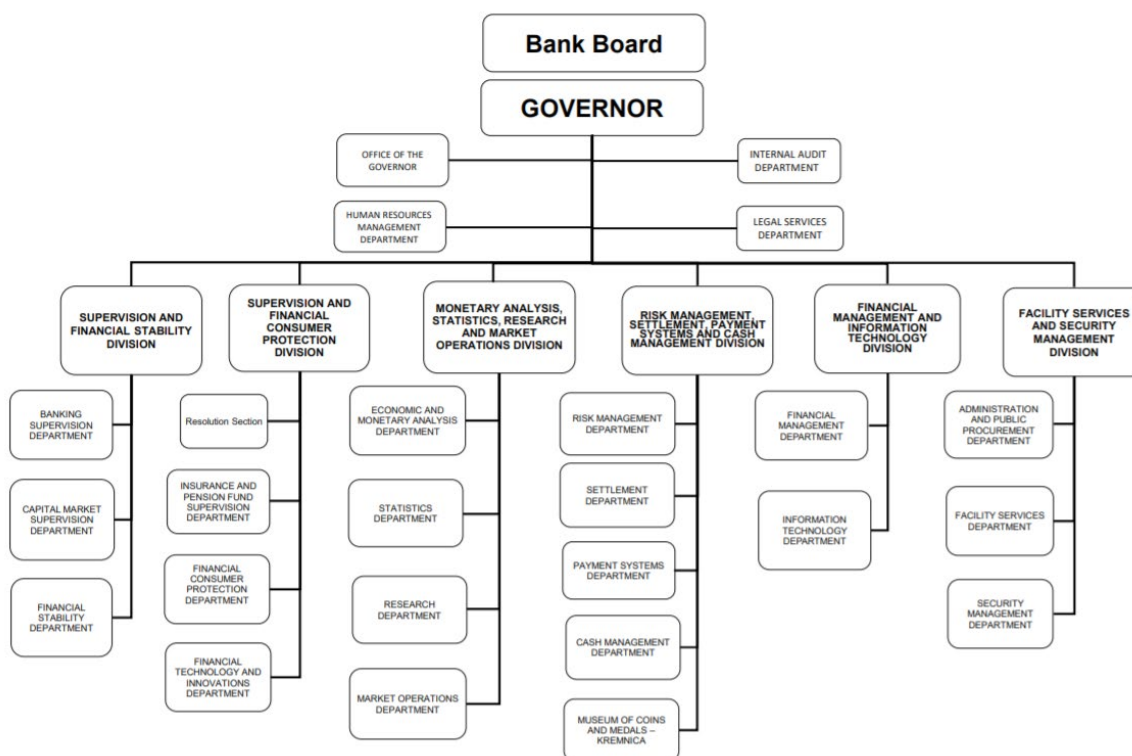 Bank Board
GOVERNOR
OFFICE OF THE
GOVERNOR
INTERNAL AUDIT
DEPARTMENT
HUMAN RESOURCES
MANAGEMENT
DEPARTMENT
LEGAL SERVICES
DEPARTMENT
SUPERVISION AND
FINANCIAL STABILITY
DIVISION
SUPERVISION AND
FINANCIAL
CONSUMER
PROTECTION
DIVISION
MONETARY ANALYSIS,
STATISTICS, RESEARCH
AND MARKET
OPERATIONS DIVISION
RISK MANAGEMENT,
SETTLEMENT, PAYMENT
SYSTEMS AND CASH
MANAGEMENT DIVISION
FINANCIAL
MANAGEMENT AND
INFORMATION
TECHNOLOGY
DIVISION
FACILITY SERVICES
AND SECURITY
MANAGEMENT
DIVISION
BANKING
SUPERVISION
DEPARTMENT
CAPITAL MARKET
SUPERVISION
DEPARTMENT
FINANCIAL
STABILITY
DEPARTMENT
Resolution Section
INSURANCE AND
PENSION FUND
SUPERVISION
DEPARTMENT
FINANCIAL
CONSUMER
PROTECTION
DEPARTMENT
FINANCIAL
TECHNOLOGY AND
INNOVATIONS
DEPARTMENT
ECONOMIC AND
MONETARY ANALYSIS
DEPARTMENT
STATISTICS
DEPARTMENT
RESEARCH
DEPARTMENT
MARKET OPERATIONS
DEPARTMENT
RISK MANAGEMENT
DEPARTMENT
SETTLEMENT
DEPARTMENT
PAYMENT SYSTEMS
DEPARTMENT
CASH MANAGEMENT
DEPARTMENT
MUSEUM OF COINS
AND MEDALS –
KREMNICA
FINANCIAL
MANAGEMENT
DEPARTMENT
INFORMATION
TECHNOLOGY
DEPARTMENT
ADMINISTRATION
AND PUBLIC
PROCUREMENT
DEPARTMENT
FACILITY SERVICES
DEPARTMENT
SECURITY
MANAGEMENT
DEPARTMENT